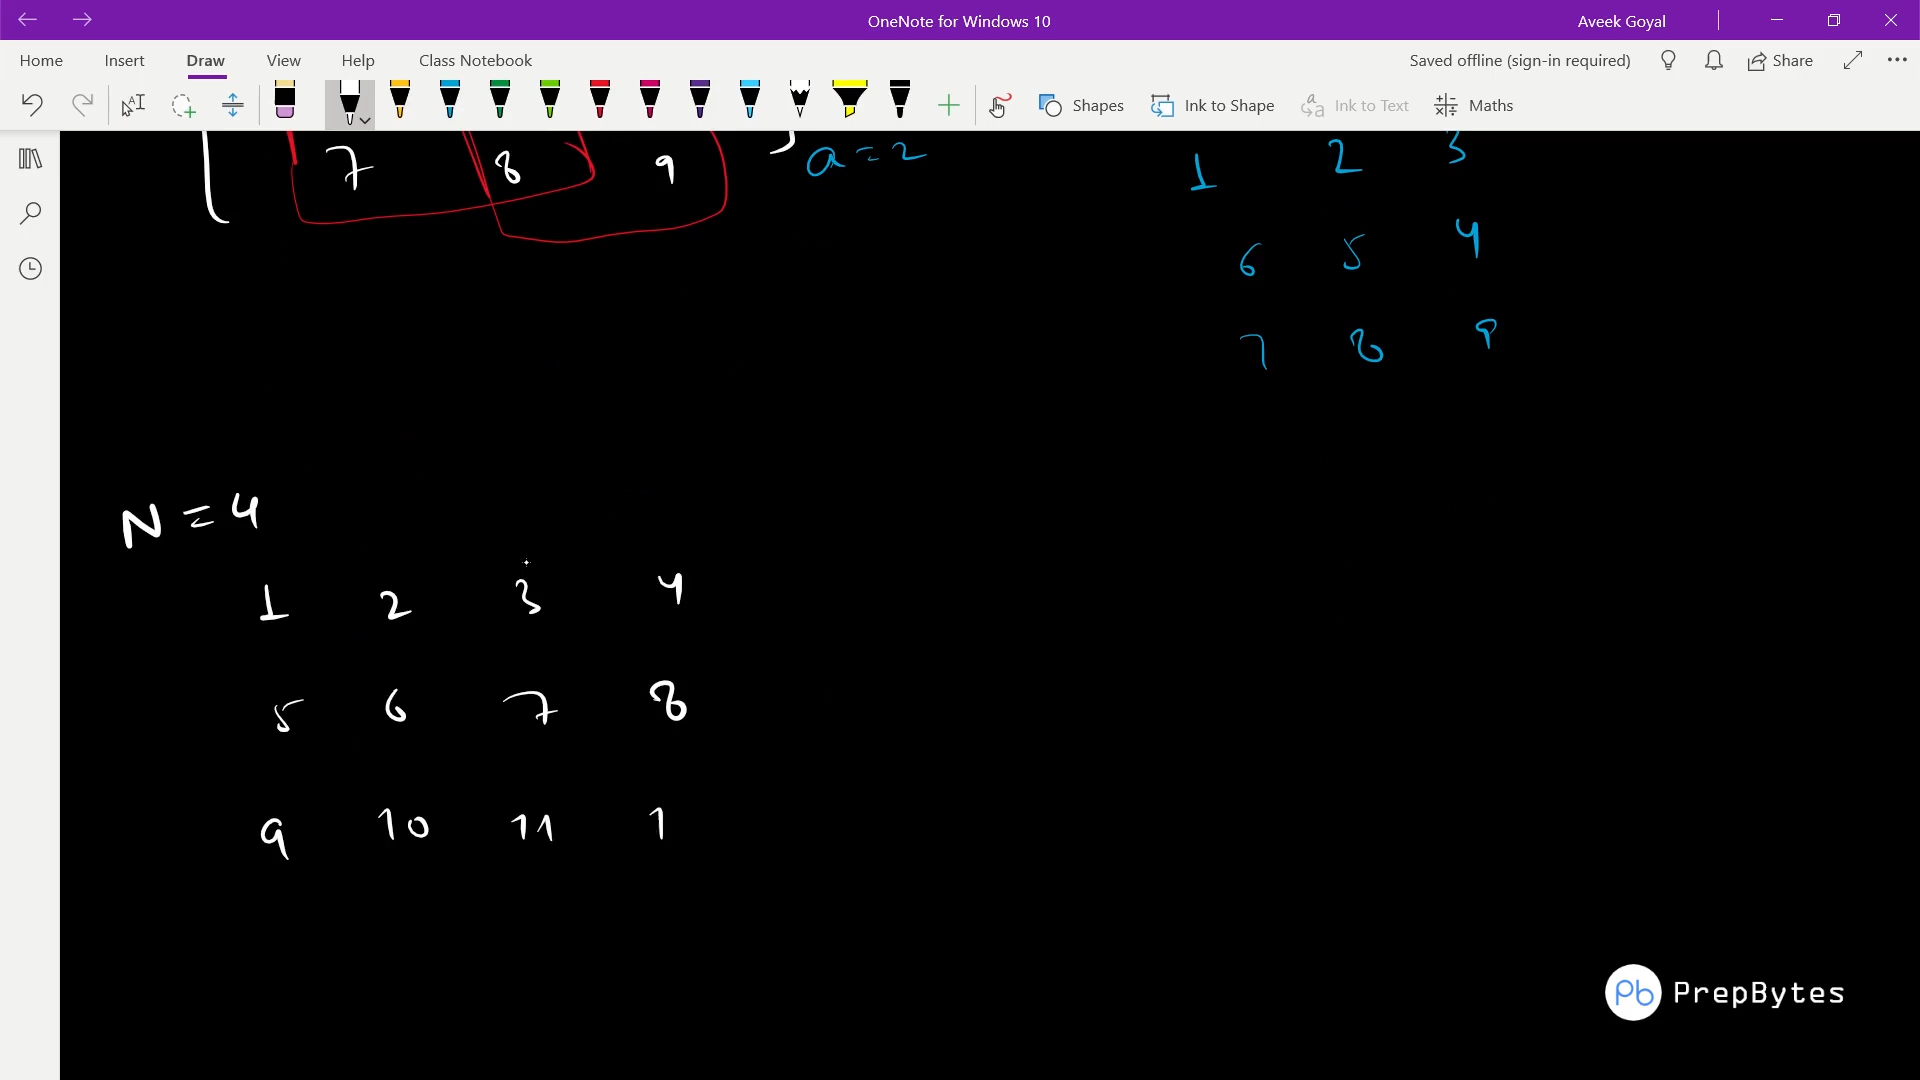 OneNote for Windows 10
Aveek Goyal
Home Insert Draw View Help Class Notebook
Saved offline (sign-in required) Share
Shapes Ink to Shape Ink to Text Maths
7 8 9
a = 2
1 2 3
6 5 4
7 8 9
N = 4
1 2 3 4
5 6 7 8
9 10 11 1
Pb PrepBytes